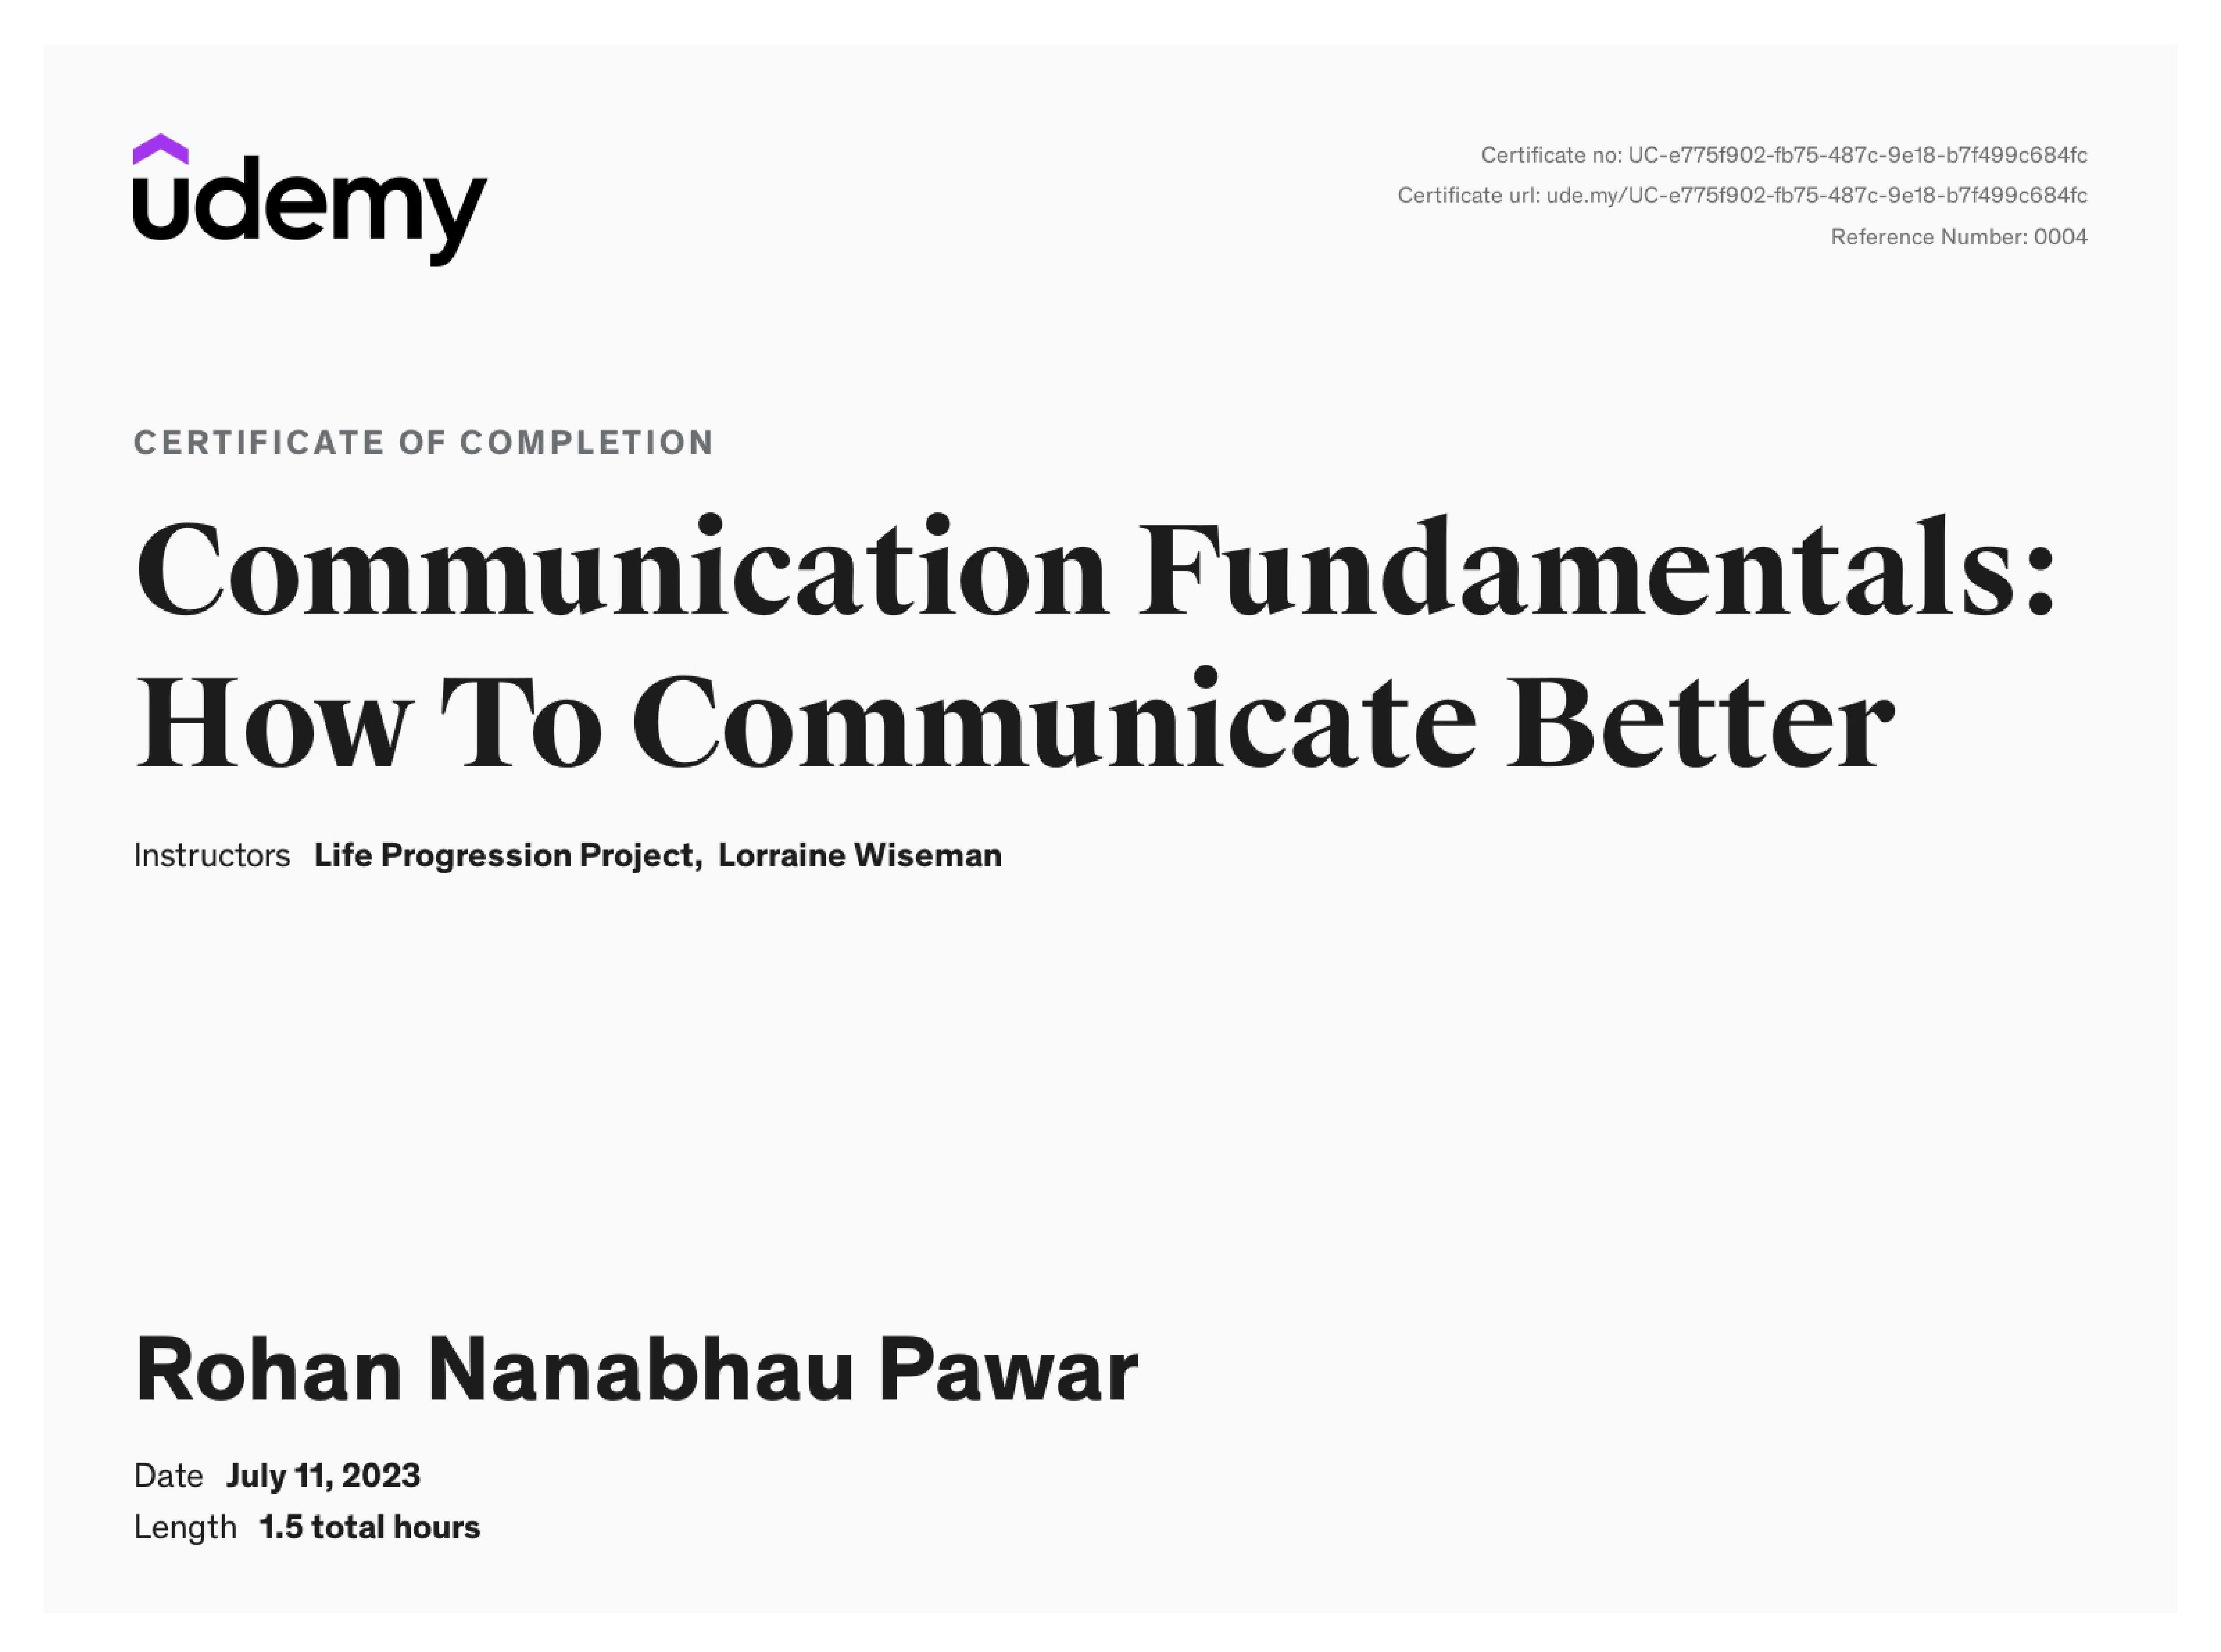 udemy
Certificate no: UC-e775f902-fb75-487c-9e18-b7f499c684fc
Certificate url: ude.my/UC-e775f902-fb75-487c-9e18-b7f499c684fc
Reference Number: 0004
CERTIFICATE OF COMPLETION
Communication Fundamentals:
How To Communicate Better
Instructors Life Progression Project, Lorraine Wiseman
Rohan Nanabhau Pawar
Date July 11, 2023
Length 1.5 total hours